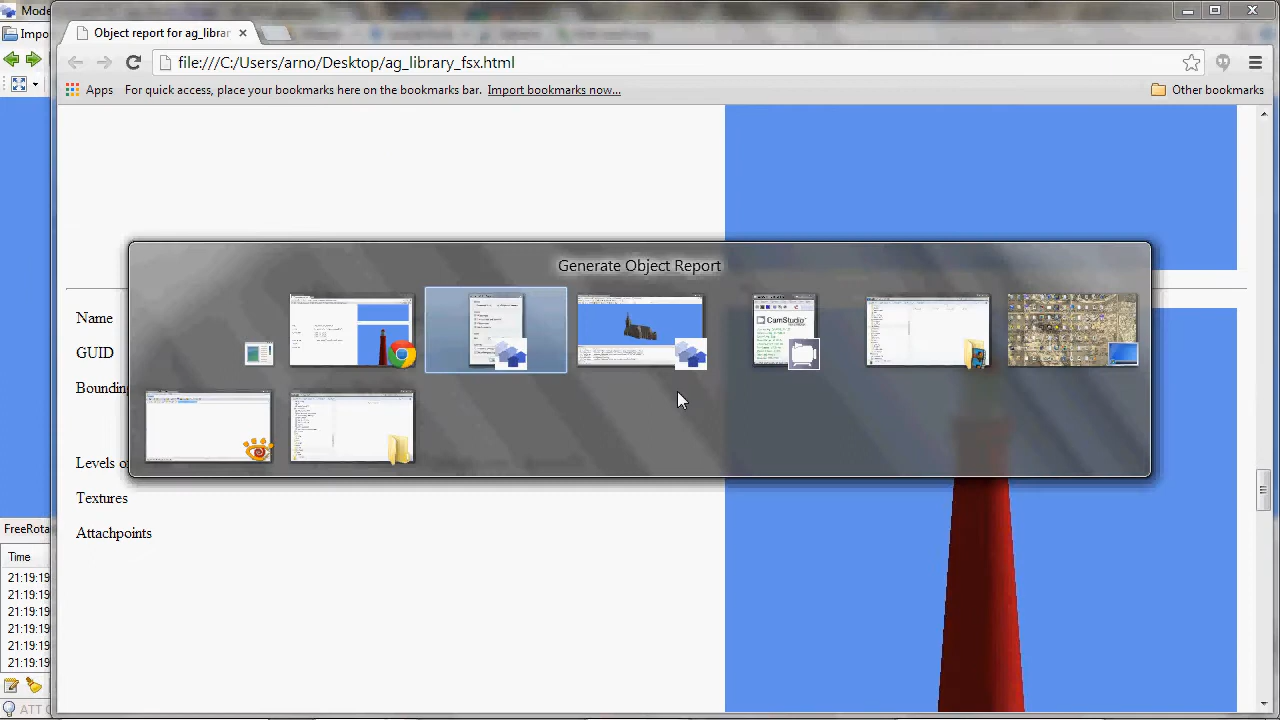 Mode
Impo
Object report for ag_librar
file:///C:/Users/arno/Desktop/ag_library_fsx.html
Apps
For quick access, place your bookmarks here on the bookmarks bar.
Import bookmarks now...
Other bookmarks
Generate Object Report
CamStudio
Name
GUID
Bounding
Levels o
Textures
Attachpoints
FreeRota
Time
21:19:19
21:19:19
21:19:19
21:19:19
21:19:19
21:19:19
ATT